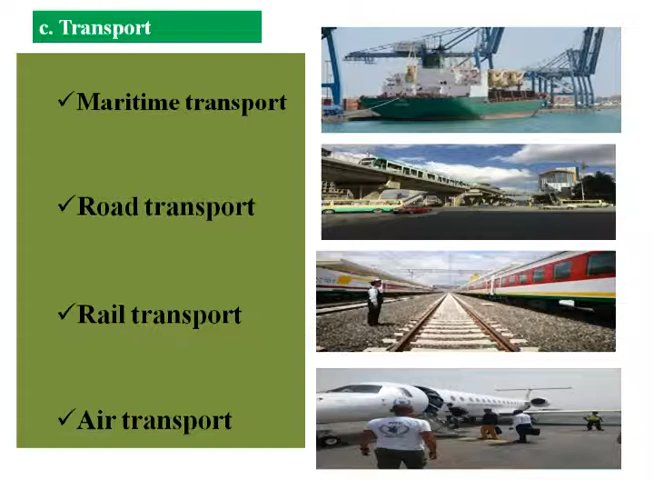 c. Transport
✓Maritime transport
✓Road transport
✓Rail transport
✓Air transport